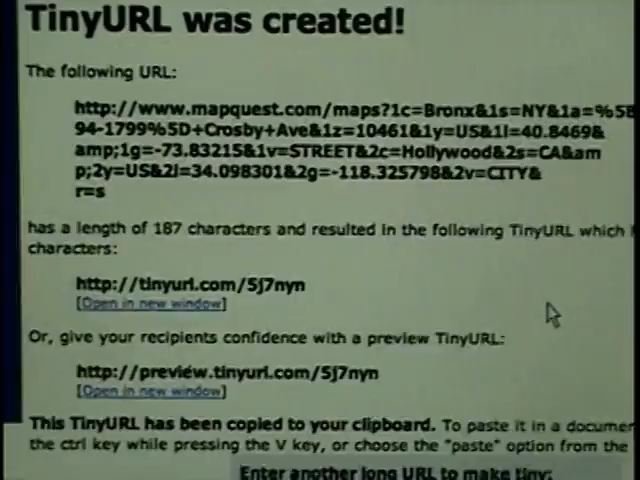 TinyURL was created!
The following URL:
http://www.mapquest.com/maps?1c=Bronx&1s=NY&1a=%5B
94-1799%5D+Crosby+Ave&1z=10461&1y=US&1l=40.8469&
amp;1g=-73.83215&1v=STREET&2c=Hollywood&2s=CA&am
p;2y=US&2l=34.098301&2g=-118.325798&2v=CITY&
r=s
has a length of 187 characters and resulted in the following TinyURL which
characters:
http://tinyurl.com/5j7nyn
[Open in new window]
Or, give your recipients confidence with a preview TinyURL:
http://preview.tinyurl.com/5j7nyn
[Open in new window]
This TinyURL has been copied to your clipboard. To paste it in a documen
the ctrl key while pressing the V key, or choose the "paste" option from the
Enter another long URL to make tiny: